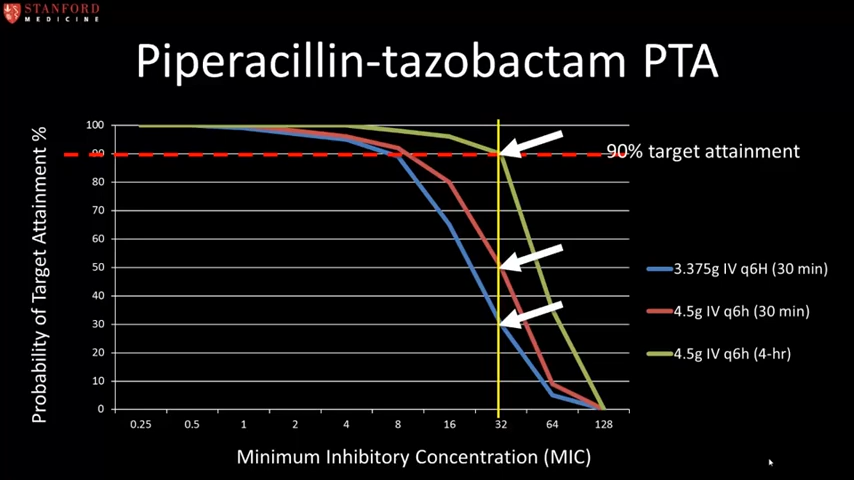 STANFORD
MEDICINE
Piperacillin-tazobactam PTA
Probability of Target Attainment %
100
90
80
70
60
50
40
30
20
10
0
0.25 0.5 1 2 4 8 16 32 64 128
Minimum Inhibitory Concentration (MIC)
90% target attainment
3.375g IV q6H (30 min)
4.5g IV q6h (30 min)
4.5g IV q6h (4-hr)